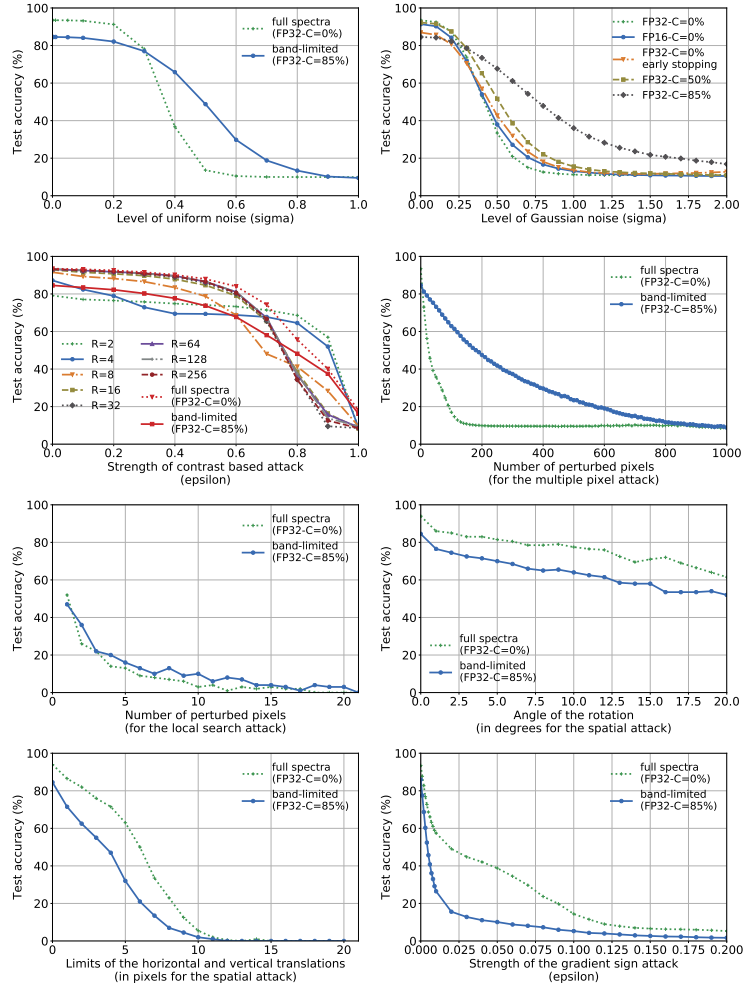 100
80
60
40
20
0
Test accuracy (%)
full spectra
(FP32-C=0%)
band-limited
(FP32-C=85%)
0.0 0.2 0.4 0.6 0.8 1.0
Level of uniform noise (sigma)
100
80
60
40
20
0
Test accuracy (%)
FP32-C=0%
FP16-C=0%
FP32-C=0%
early stopping
FP32-C=50%
FP32-C=85%
0.0 0.25 0.50 0.75 1.00 1.25 1.50 1.75 2.00
Level of Gaussian noise (sigma)
100
80
60
40
20
0
Test accuracy (%)
R=2
R=4
R=8
R=16
R=32
R=64
R=128
R=256
full spectra
(FP32-C=0%)
band-limited
(FP32-C=85%)
0.0 0.2 0.4 0.6 0.8 1.0
Strength of contrast based attack
(epsilon)
100
80
60
40
20
0
Test accuracy (%)
full spectra
(FP32-C=0%)
band-limited
(FP32-C=85%)
0.0 200 400 600 800 1000
Number of perturbed pixels
(for the multiple pixel attack)
100
80
60
40
20
0
Test accuracy (%)
full spectra
(FP32-C=0%)
band-limited
(FP32-C=85%)
0 5 10 15 20
Number of perturbed pixels
(for the local search attack)
100
80
60
40
20
0
Test accuracy (%)
full spectra
(FP32-C=0%)
band-limited
(FP32-C=85%)
0.0 2.5 5.0 7.5 10.0 12.5 15.0 17.5 20.0
Angle of the rotation
(in degrees for the spatial attack)
100
80
60
40
20
0
Test accuracy (%)
full spectra
(FP32-C=0%)
band-limited
(FP32-C=85%)
0 5 10 15 20
Limits of the horizontal and vertical translations
(in pixels for the spatial attack)
100
80
60
40
20
0
Test accuracy (%)
full spectra
(FP32-C=0%)
band-limited
(FP32-C=85%)
0.0 0.025 0.050 0.075 0.100 0.125 0.150 0.175 0.200
Strength of the gradient sign attack
(epsilon)